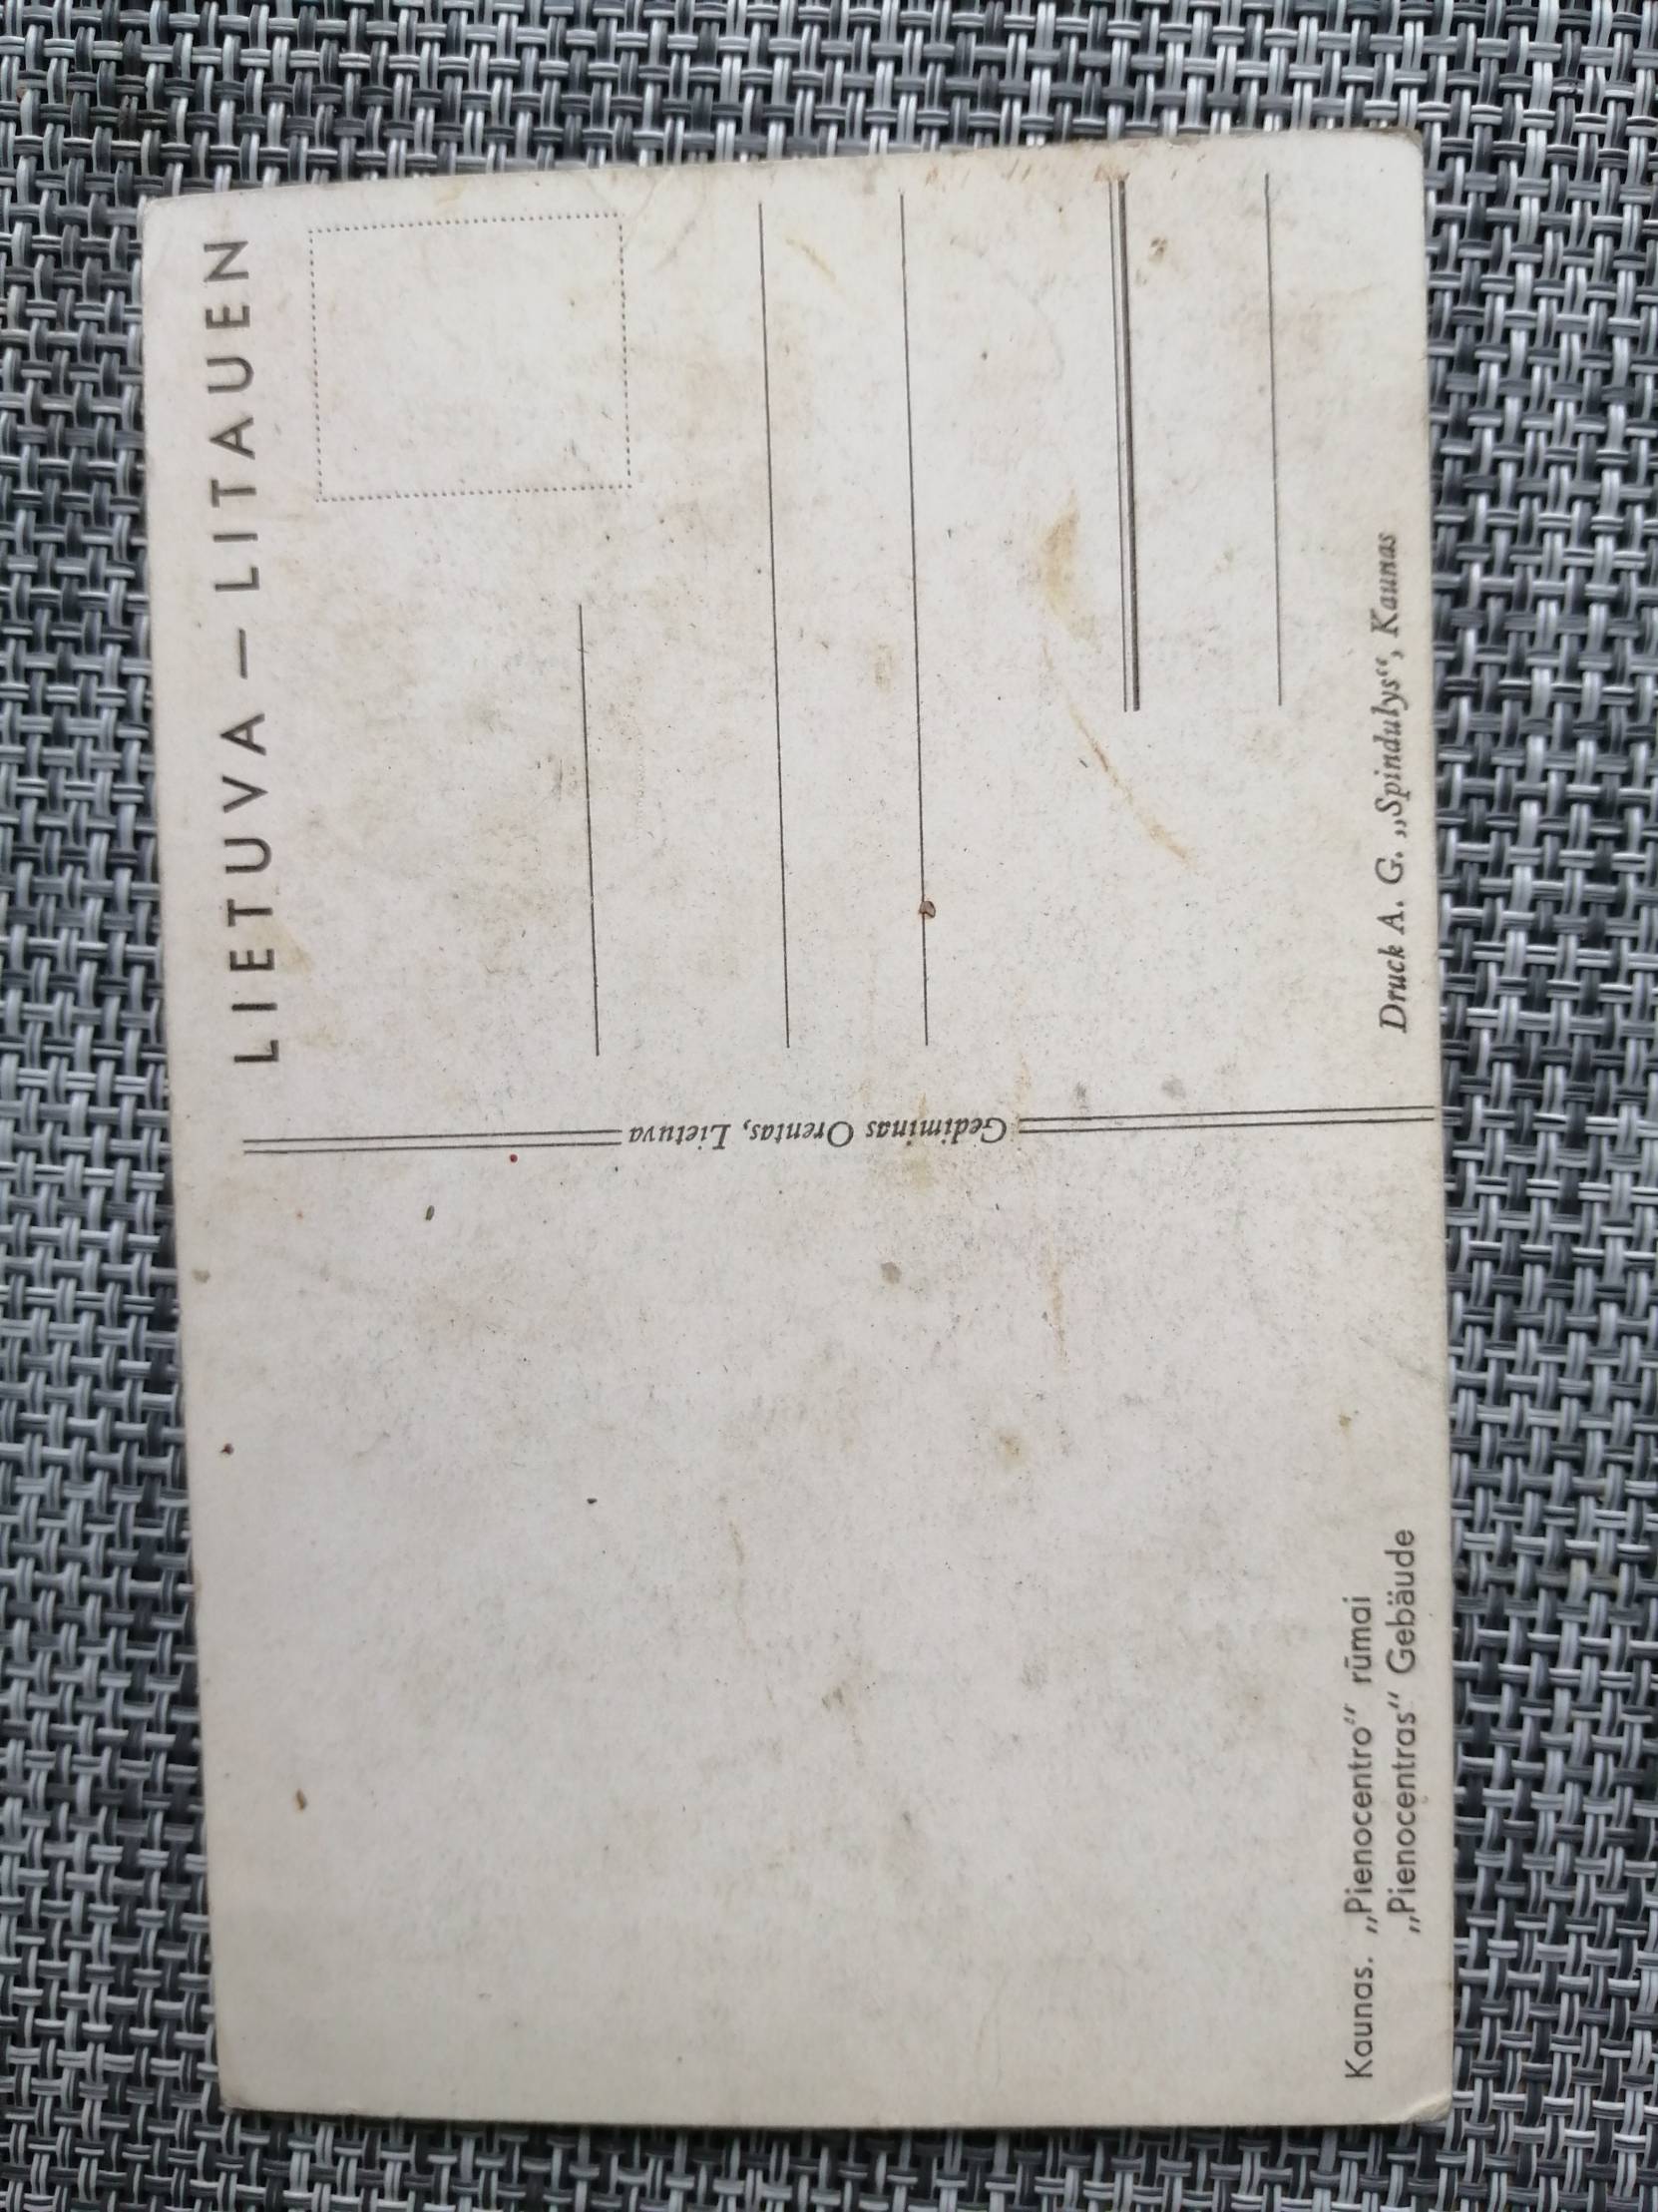 LIETUVA – LITAUEN
Gediminas Orentas, Lietuva
Kaunas. „Pienocentro” rūmai
„Pienocentras” Gebäude
Druck A. G. „Spindulys“, Kaunas